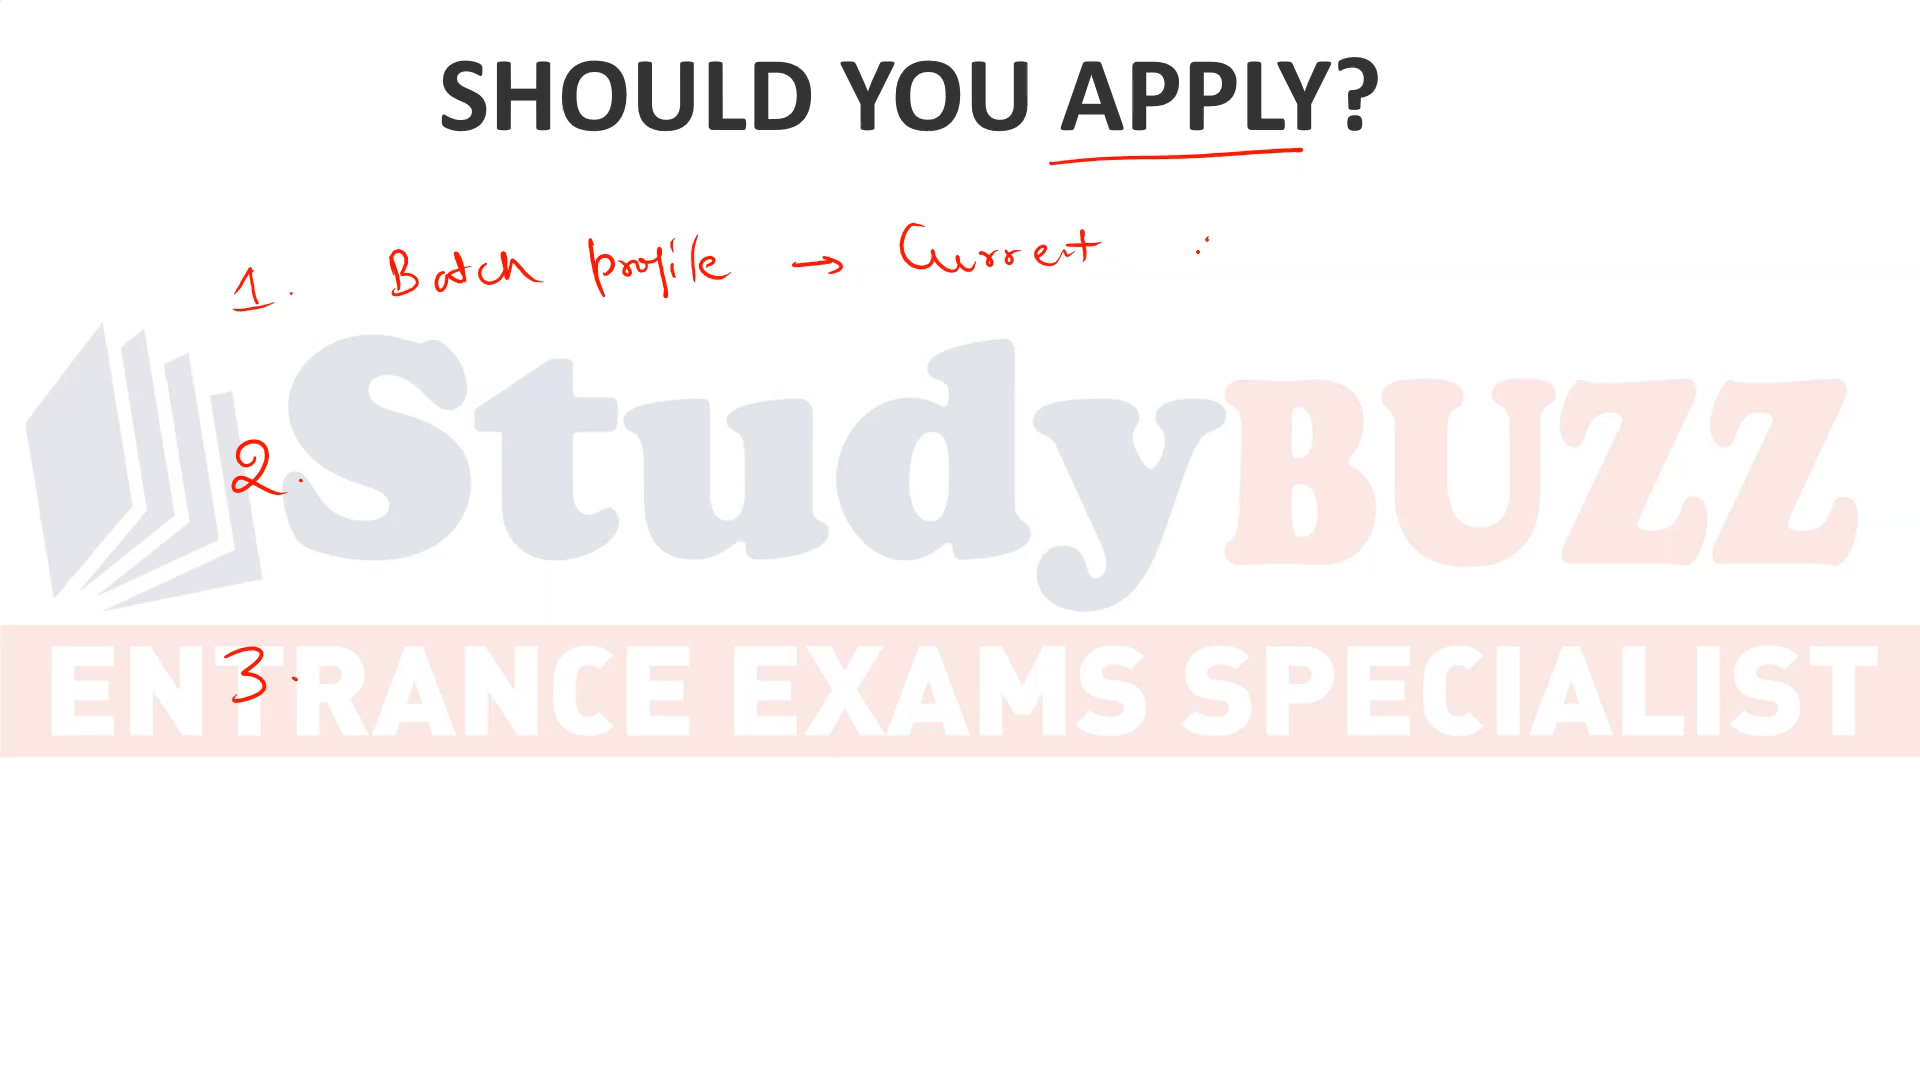 SHOULD YOU APPLY?
1. Batch profile → Current
StudyBUZZ
2.
ENTRANCE EXAMS SPECIALIST
3.